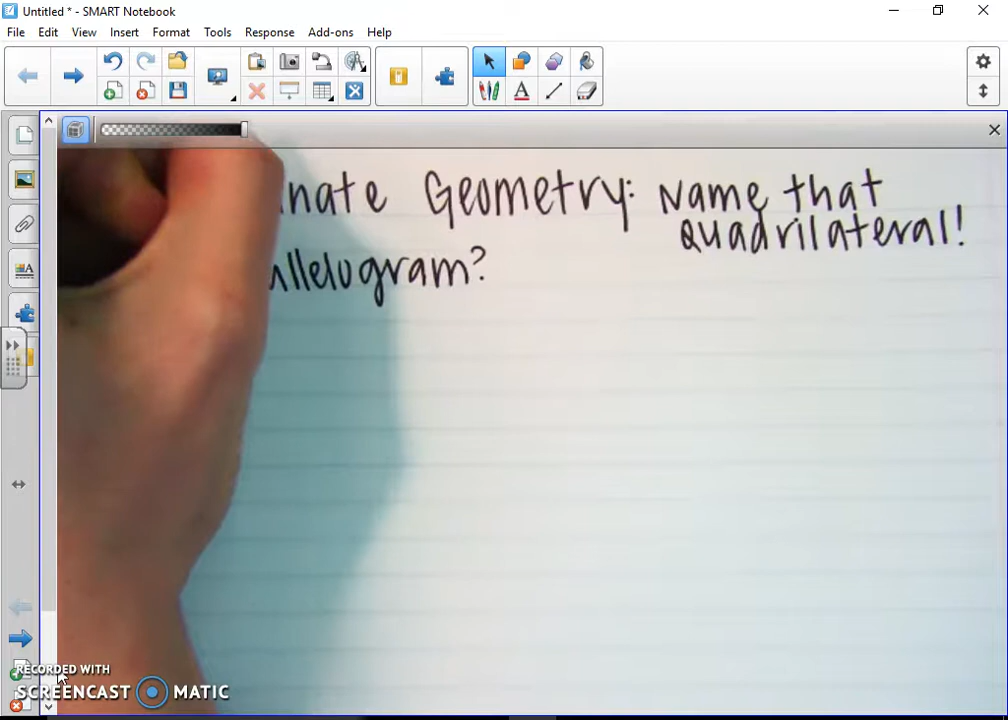 Untitled * - SMART Notebook
File Edit View Insert Format Tools Response Add-ons Help
nate Geometry: Name that
quadrilateral!
llelogram?
RECORDED WITH
SCREENCAST MATIC